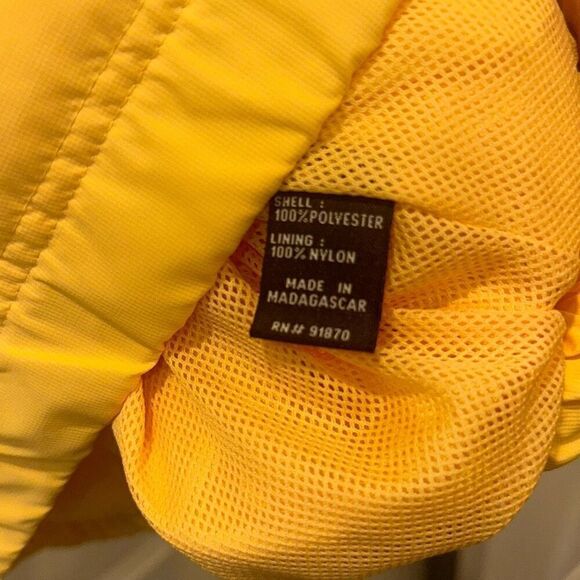 SHELL :
100%POLYESTER
LINING :
100% NYLON
MADE IN
MADAGASCAR
RN# 91870